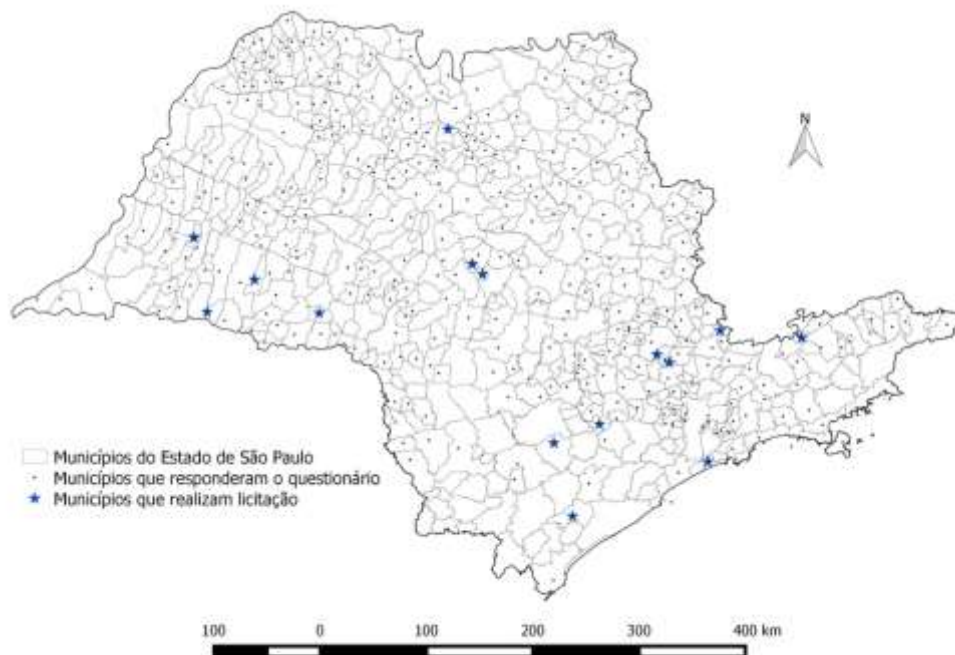 N
Municípios do Estado de São Paulo
Municípios que responderam o questionário
Municípios que realizam licitação
100 0 100 200 300 400 km